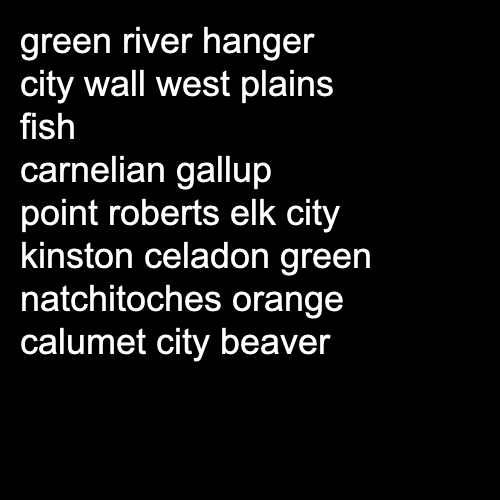 green river hanger
city wall west plains
fish
carnelian gallup
point roberts elk city
kinston celadon green
natchitoches orange
calumet city beaver